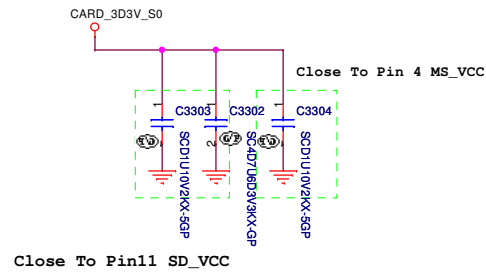 CARD_3D3V_S0
Close To Pin 4 MS_VCC
1
1
1
C3303
C3302
C3304
2
SCD1U10V2KX-5GP
SC4D7U6D3V3KX-GP
SCD1U10V2KX-5GP
Close To Pin11 SD_VCC